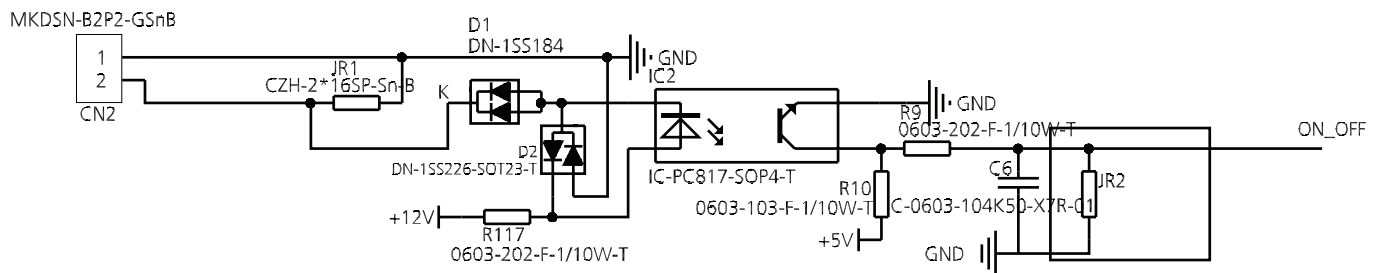 MKDSN-B2P2-GSnB
1
2
CN2
JR1
CZH-2*16SP-Sn-B
D1
DN-1SS184
K
GND
IC2
D2
DN-1SS226-SOT23-T
IC-PC817-SOP4-T
+12V
R117
0603-202-F-1/10W-T
GND
R9
0603-202-F-1/10W-T
ON_OFF
R10
0603-103-F-1/10W-T
+5V
C6
C-0603-104K50-X7R-01
JR2
GND